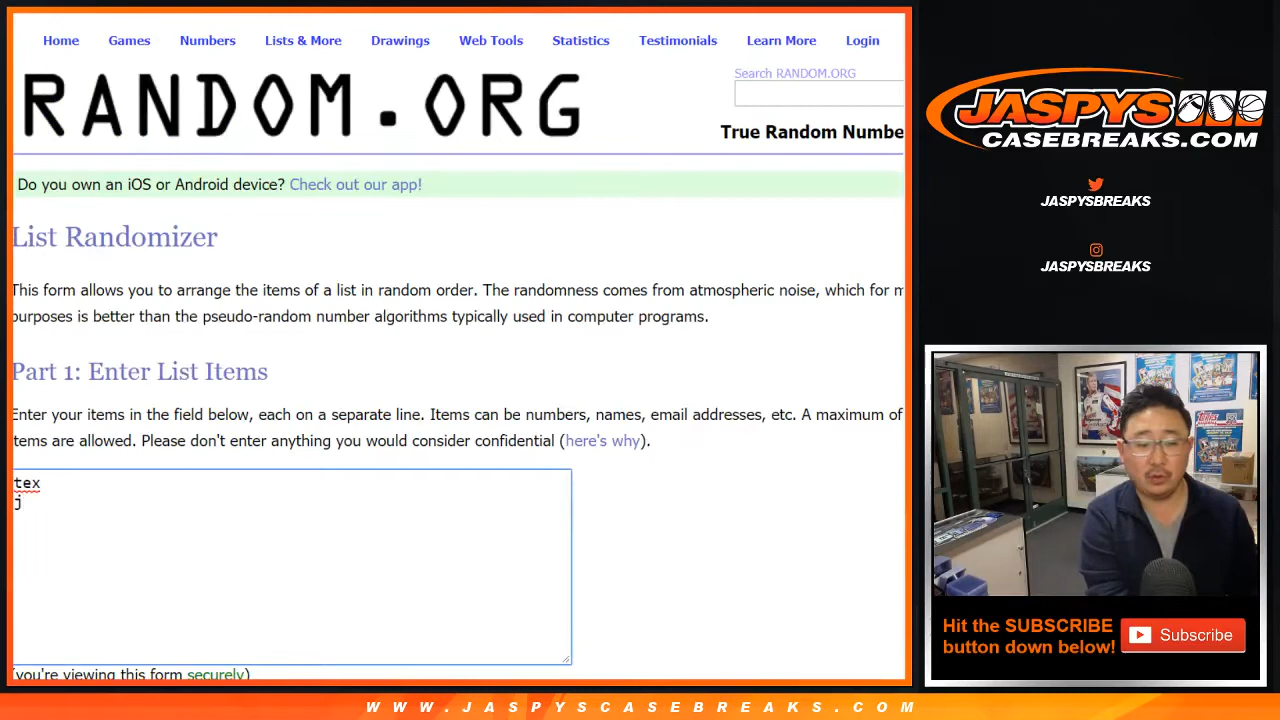 Home Games Numbers Lists & More Drawings Web Tools Statistics Testimonials Learn More Login
RANDOM.ORG
Search RANDOM.ORG
True Random Numbe
Do you own an iOS or Android device? Check out our app!
List Randomizer
This form allows you to arrange the items of a list in random order. The randomness comes from atmospheric noise, which for m
purposes is better than the pseudo-random number algorithms typically used in computer programs.
Part 1: Enter List Items
Enter your items in the field below, each on a separate line. Items can be numbers, names, email addresses, etc. A maximum of
items are allowed. Please don't enter anything you would consider confidential (here's why).
tex
j
(you're viewing this form securely)
JASPYS
CASEBREAKS.COM
JASPYSBREAKS
JASPYSBREAKS
Hit the SUBSCRIBE
button down below!
Subscribe
WWW.JASPYSCASEBREAKS.COM